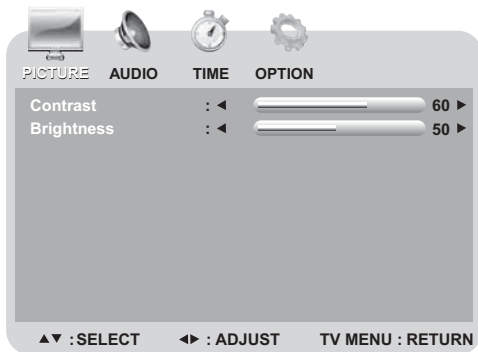 PICTURE AUDIO TIME OPTION
Contrast : ◄ 60 ►
Brightness : ◄ 50 ►
▲▼ : SELECT ◄► : ADJUST TV MENU : RETURN